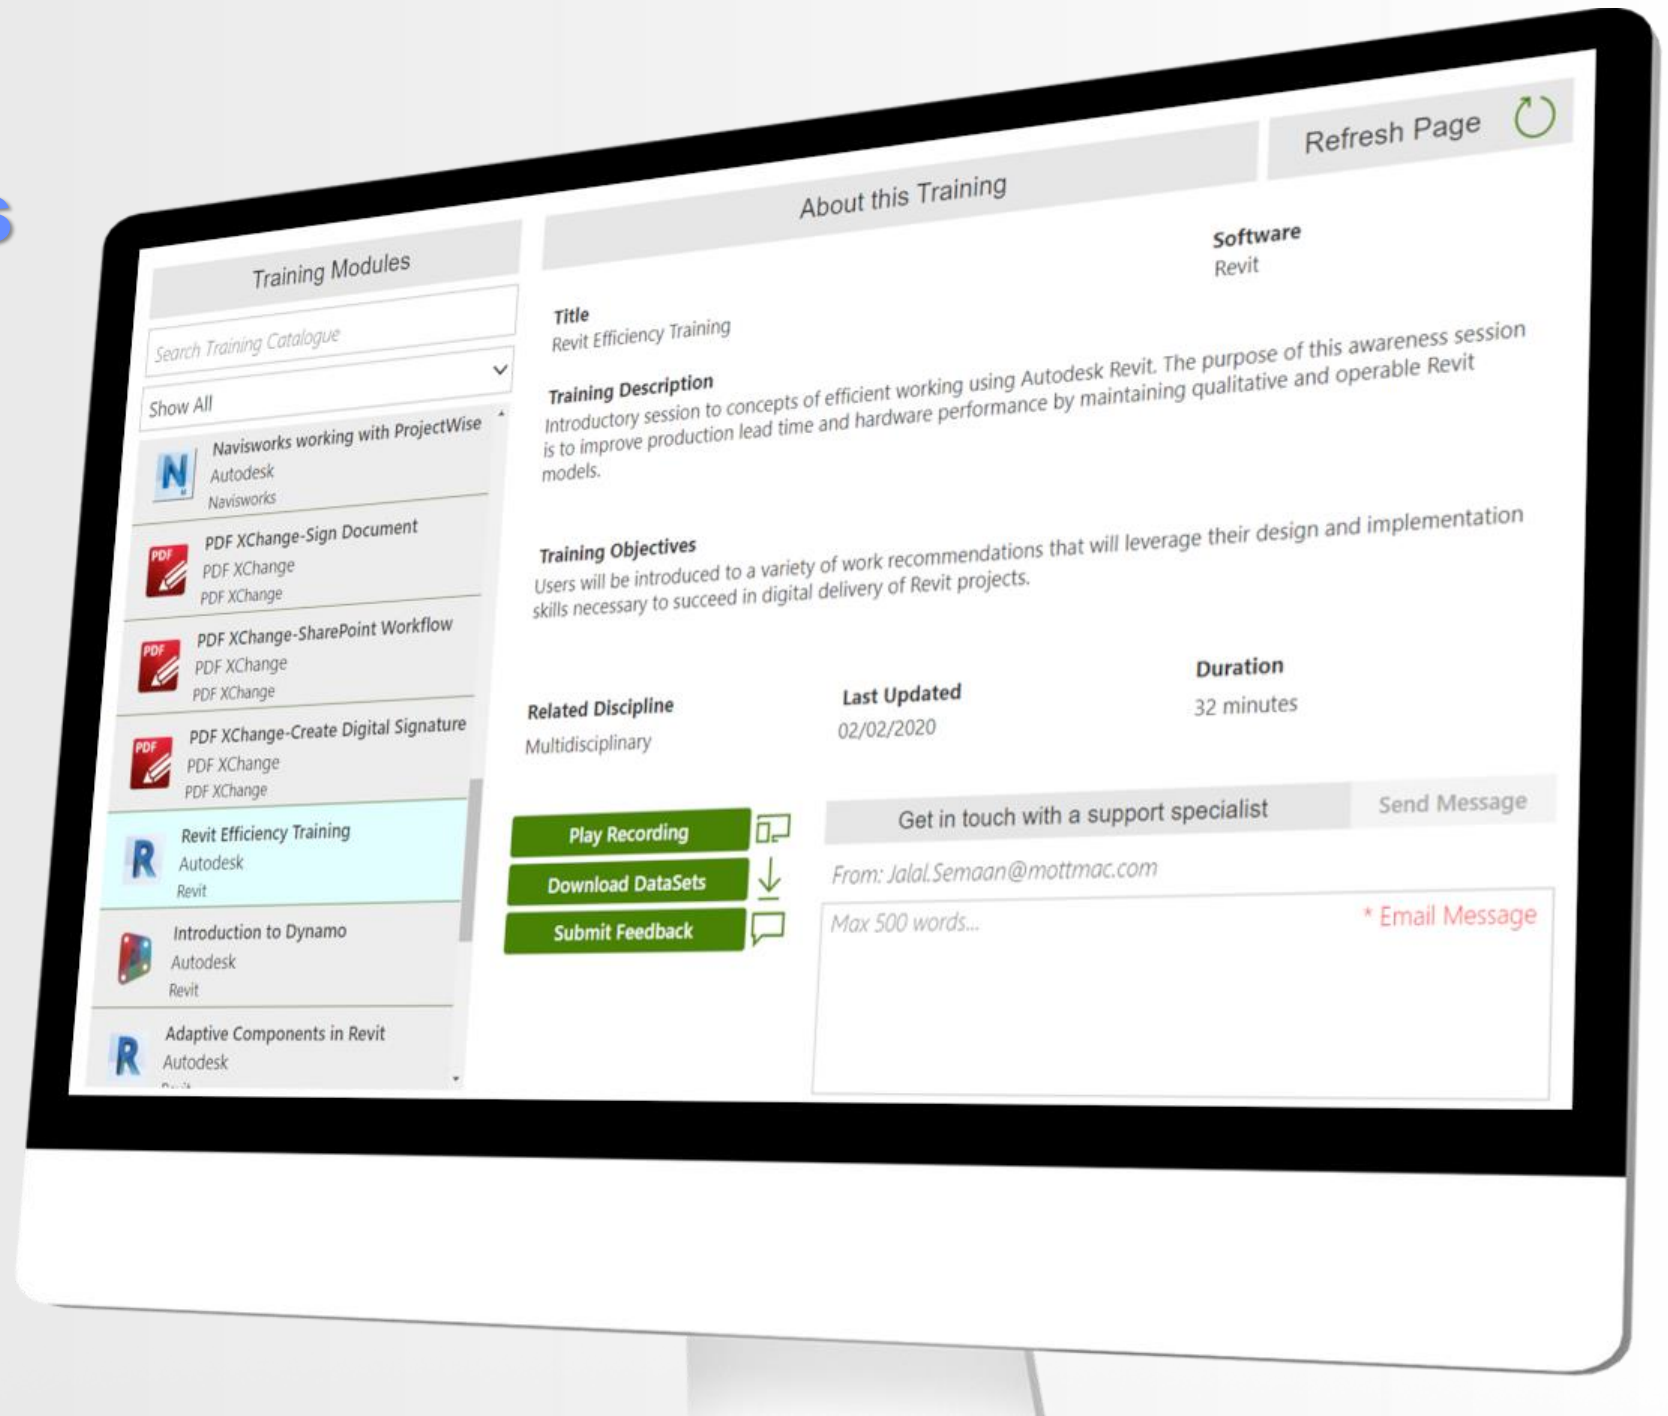 s
Training Modules
Search Training Catalogue
Show All
Navisworks working with ProjectWise
Autodesk
Navisworks
PDF XChange-Sign Document
PDF XChange
PDF XChange
PDF XChange-SharePoint Workflow
PDF XChange
PDF XChange
PDF XChange-Create Digital Signature
PDF XChange
PDF XChange
Revit Efficiency Training
Autodesk
Revit
Introduction to Dynamo
Autodesk
Revit
Adaptive Components in Revit
Autodesk
About this Training
Refresh Page
Title
Revit Efficiency Training
Software
Revit
Training Description
Introductory session to concepts of efficient working using Autodesk Revit. The purpose of this awareness session
is to improve production lead time and hardware performance by maintaining qualitative and operable Revit
models.
Training Objectives
Users will be introduced to a variety of work recommendations that will leverage their design and implementation
skills necessary to succeed in digital delivery of Revit projects.
Related Discipline
Multidisciplinary
Last Updated
02/02/2020
Duration
32 minutes
Play Recording
Download DataSets
Submit Feedback
Get in touch with a support specialist
Send Message
From: Jalal.Semaan@mottmac.com
Max 500 words...
* Email Message